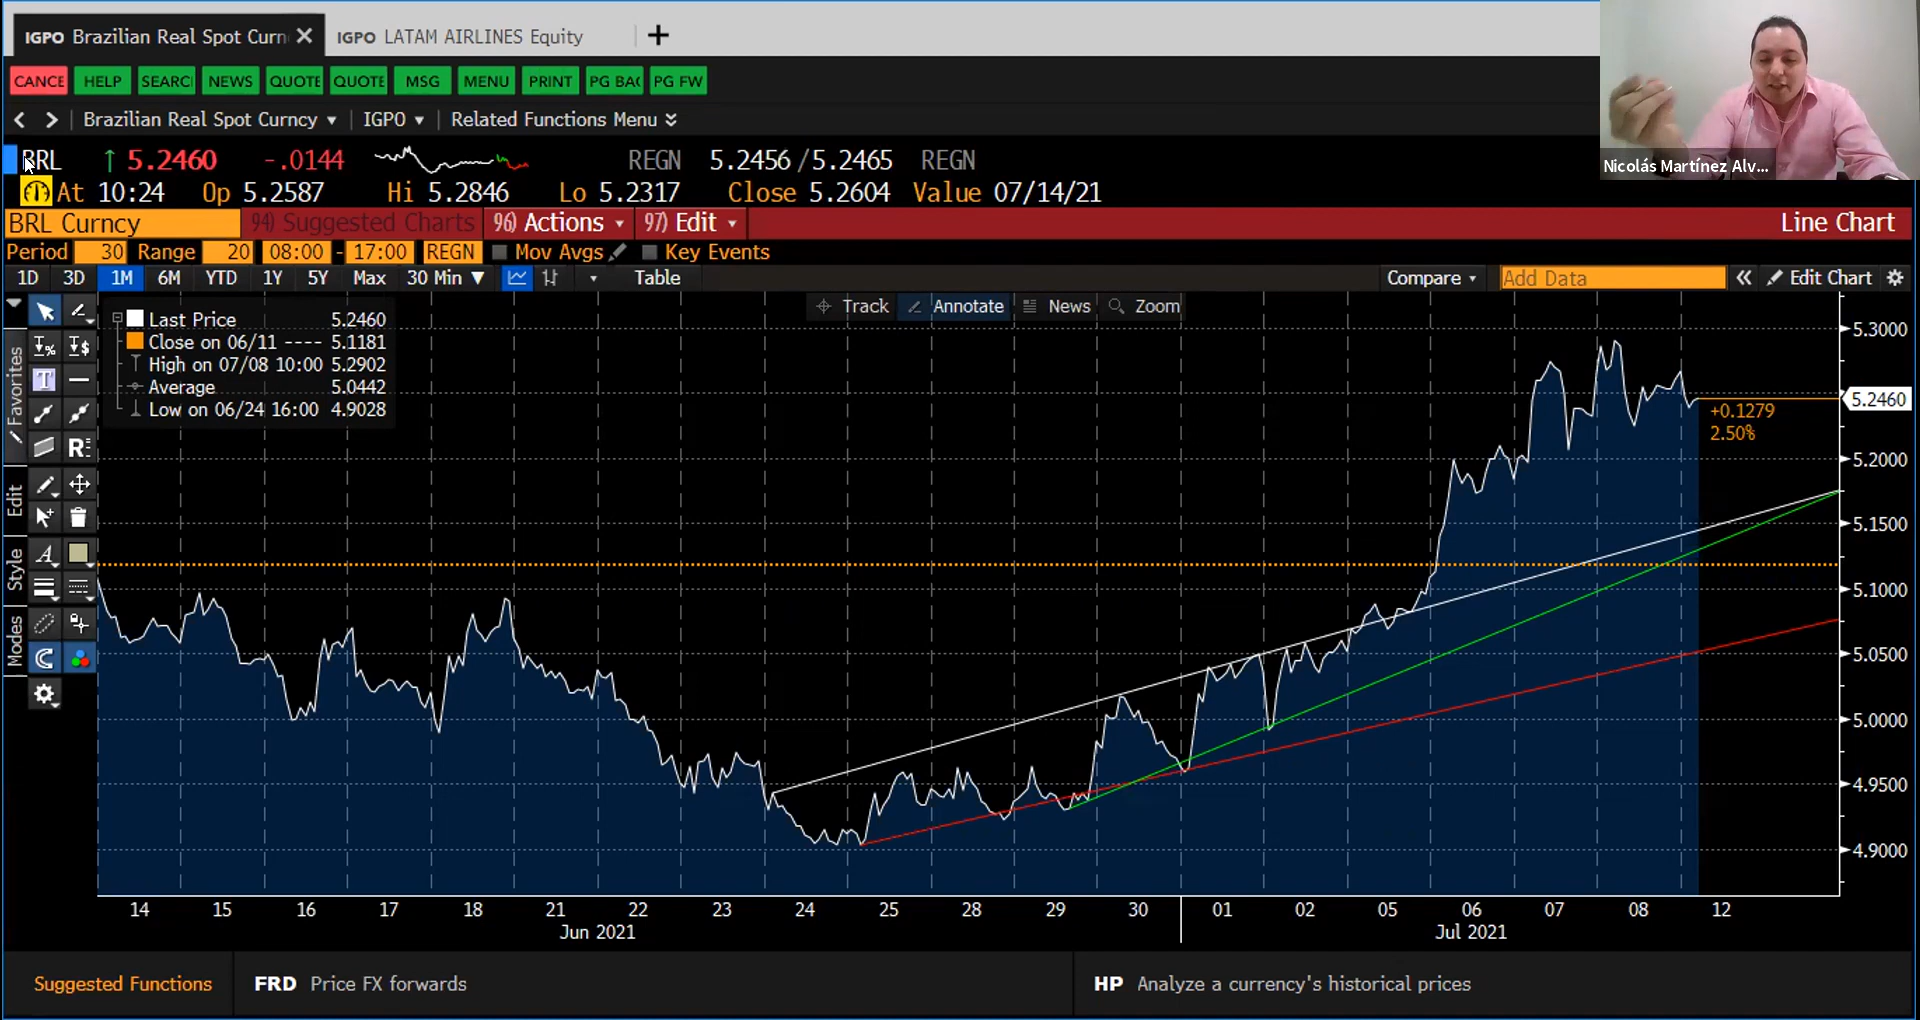 IGPO Brazilian Real Spot Curn × IGPO LATAM AIRLINES Equity +
CANCE HELP SEARCI NEWS QUOTE QUOTE MSG MENU PRINT PG BA( PG FW
Brazilian Real Spot Curncy IGPO Related Functions Menu
Nicolás Martínez Alv...
BRL ↑ 5.2460 -.0144 REGN 5.2456 / 5.2465 REGN
At 10:24 Op 5.2587 Hi 5.2846 Lo 5.2317 Close 5.2604 Value 07/14/21
BRL Curncy 94) Suggested Charts 96) Actions 97) Edit Line Chart
Period 30 Range 20 08:00 - 17:00 REGN Mov Avgs Key Events
1D 3D 1M 6M YTD 1Y 5Y Max 30 Min ▼ Table Compare Add Data « Edit Chart
Track Annotate News Zoom
Last Price 5.2460
Close on 06/11 ---- 5.1181
High on 07/08 10:00 5.2902
Average 5.0442
Low on 06/24 16:00 4.9028
Favorites
Edit
Style
Modes
5.3000
5.2460
+0.1279
2.50%
5.2000
5.1500
5.1000
5.0500
5.0000
4.9500
4.9000
14 15 16 17 18 21 22 23 24 25 28 29 30 01 02 05 06 07 08 12
Jun 2021 Jul 2021
Suggested Functions FRD Price FX forwards HP Analyze a currency's historical prices